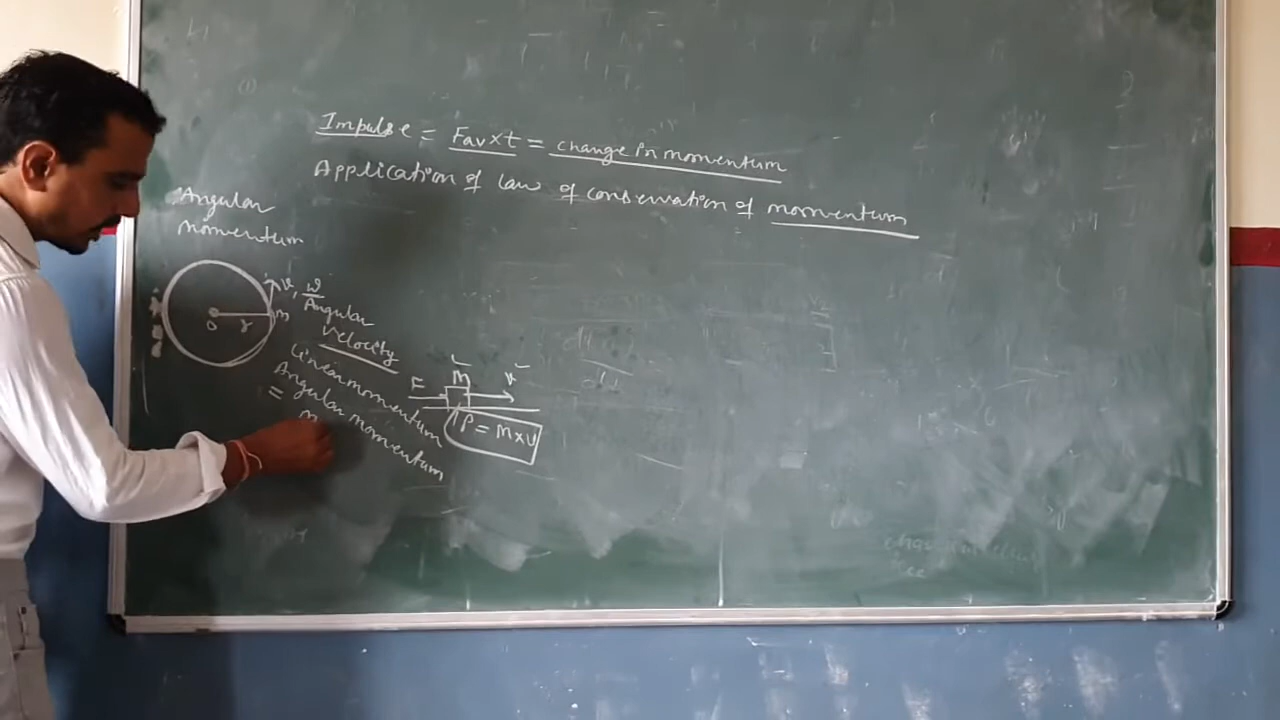 Impulse = Fav×t = change in momentum
Application of law of conservation of momentum
Angular
momentum
v, ω
Angular
velocity
o r m
Linear momentum
Angular momentum
= m
F m v
P = m×v